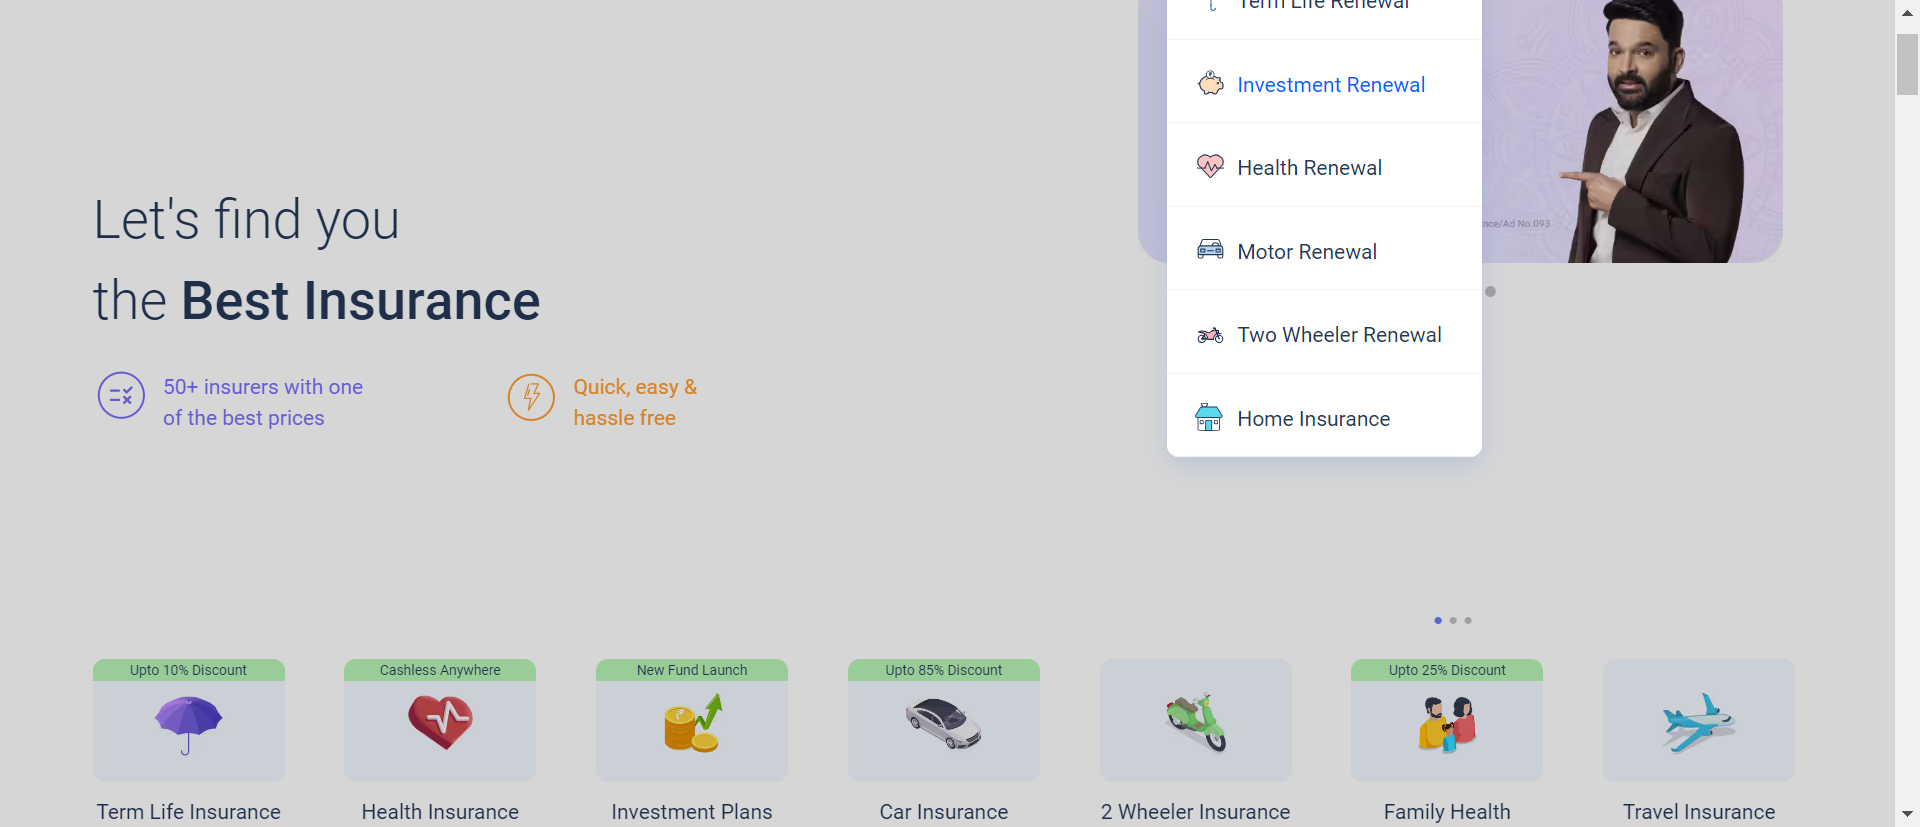 Term Life Renewal
Investment Renewal
Health Renewal
Motor Renewal
Two Wheeler Renewal
Home Insurance
nce/Ad No.093
Let's find you
the Best Insurance
50+ insurers with one
of the best prices
Quick, easy &
hassle free
Upto 10% Discount
Term Life Insurance
Cashless Anywhere
Health Insurance
New Fund Launch
Investment Plans
Upto 85% Discount
Car Insurance
2 Wheeler Insurance
Upto 25% Discount
Family Health
Travel Insurance